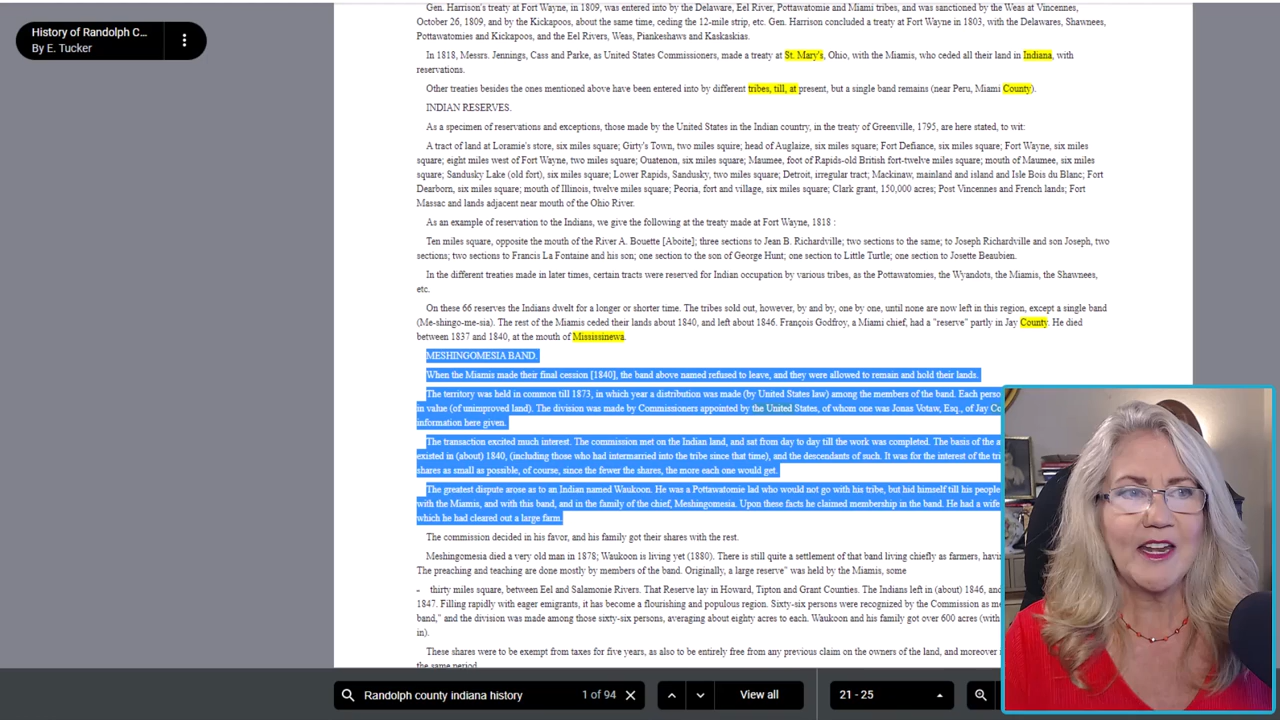 History of Randolph C...
By E. Tucker
Gen. Harrison's treaty at Fort Wayne, in 1809, was entered into by the Delaware, Eel River, Pottawatomie and Miami tribes, and was sanctioned by the Weas at Vincennes,
October 26, 1809, and by the Kickapoos, about the same time, ceding the 12-mile strip, etc. Gen. Harrison concluded a treaty at Fort Wayne in 1803, with the Delawares, Shawnees,
Pottawatomies and Kickapoos, and the Eel Rivers, Weas, Piankeshaws and Kaskaskias.
In 1818, Messrs. Jennings, Cass and Parke, as United States Commissioners, made a treaty at St. Mary's, Ohio, with the Miamis, who ceded all their land in Indiana, with
reservations.
Other treaties besides the ones mentioned above have been entered into by different tribes, till, at present, but a single band remains (near Peru, Miami County).
INDIAN RESERVES.
As a specimen of reservations and exceptions, those made by the United States in the Indian country, in the treaty of Greenville, 1795, are here stated, to wit:
A tract of land at Loramie's store, six miles square; Girty's Town, two miles squire; head of Auglaize, six miles square; Fort Defiance, six miles square; Fort Wayne, six miles
square; eight miles west of Fort Wayne, two miles square; Ouatenon, six miles square; Maumee, foot of Rapids-old British fort-twelve miles square; mouth of Maumee, six miles
square; Sandusky Lake (old fort), six miles square; Lower Rapids, Sandusky, two miles square; Detroit, irregular tract; Mackinaw, mainland and island and Isle Bois du Blanc; Fort
Dearborn, six miles square; mouth of Illinois, twelve miles square; Peoria, fort and village, six miles square; Clark grant, 150,000 acres; Post Vincennes and French lands; Fort
Massac and lands adjacent near mouth of the Ohio River.
As an example of reservation to the Indians, we give the following at the treaty made at Fort Wayne, 1818 :
Ten miles square, opposite the mouth of the River A. Bouette [Aboite]; three sections to Jean B. Richardville; two sections to the same; to Joseph Richardville and son Joseph, two
sections; two sections to Francis La Fontaine and his son; one section to the son of George Hunt; one section to Little Turtle; one section to Josette Beaubien.
In the different treaties made in later times, certain tracts were reserved for Indian occupation by various tribes, as the Pottawatomies, the Wyandots, the Miamis, the Shawnees,
etc.
On these 66 reserves the Indians dwelt for a longer or shorter time. The tribes sold out, however, by and by, one by one, until none are now left in this region, except a single band
(Me-shingo-me-sia). The rest of the Miamis ceded their lands about 1840, and left about 1846. François Godfroy, a Miami chief, had a "reserve" partly in Jay County. He died
between 1837 and 1840, at the mouth of Mississinewa.
MESHINGOMESIA BAND.
When the Miamis made their final cession [1840], the band above named refused to leave, and they were allowed to remain and hold their lands.
The territory was held in common till 1873, in which year a distribution was made (by United States law) among the members of the band. Each perso
in value (of unimproved land). The division was made by Commissioners appointed by the United States, of whom one was Jonas Votaw, Esq., of Jay Co
information here given.
The transaction excited much interest. The commission met on the Indian land, and sat from day to day till the work was completed. The basis of the a
existed in (about) 1840, (including those who had intermarried into the tribe since that time), and the descendants of such. It was for the interest of the tri
shares as small as possible, of course, since the fewer the shares, the more each one would get.
The greatest dispute arose as to an Indian named Waukoon. He was a Pottawatomie lad who would not go with his tribe, but hid himself till his people
with the Miamis, and with this band, and in the family of the chief, Meshingomesia. Upon these facts he claimed membership in the band. He had a wife
which he had cleared out a large farm.
The commission decided in his favor, and his family got their shares with the rest.
Meshingomesia died a very old man in 1878; Waukoon is living yet (1880). There is still quite a settlement of that band living chiefly as farmers, havi
The preaching and teaching are done mostly by members of the band. Originally, a large reserve" was held by the Miamis, some
- thirty miles square, between Eel and Salamonie Rivers. That Reserve lay in Howard, Tipton and Grant Counties. The Indians left in (about) 1846, and
1847. Filling rapidly with eager emigrants, it has become a flourishing and populous region. Sixty-six persons were recognized by the Commission as me
band," and the division was made among those sixty-six persons, averaging about eighty acres to each. Waukoon and his family got over 600 acres (with
in).
These shares were to be exempt from taxes for five years, as also to be entirely free from any previous claim on the owners of the land, and moreover i
the same period.
Randolph county indiana history 1 of 94 View all 21 - 25